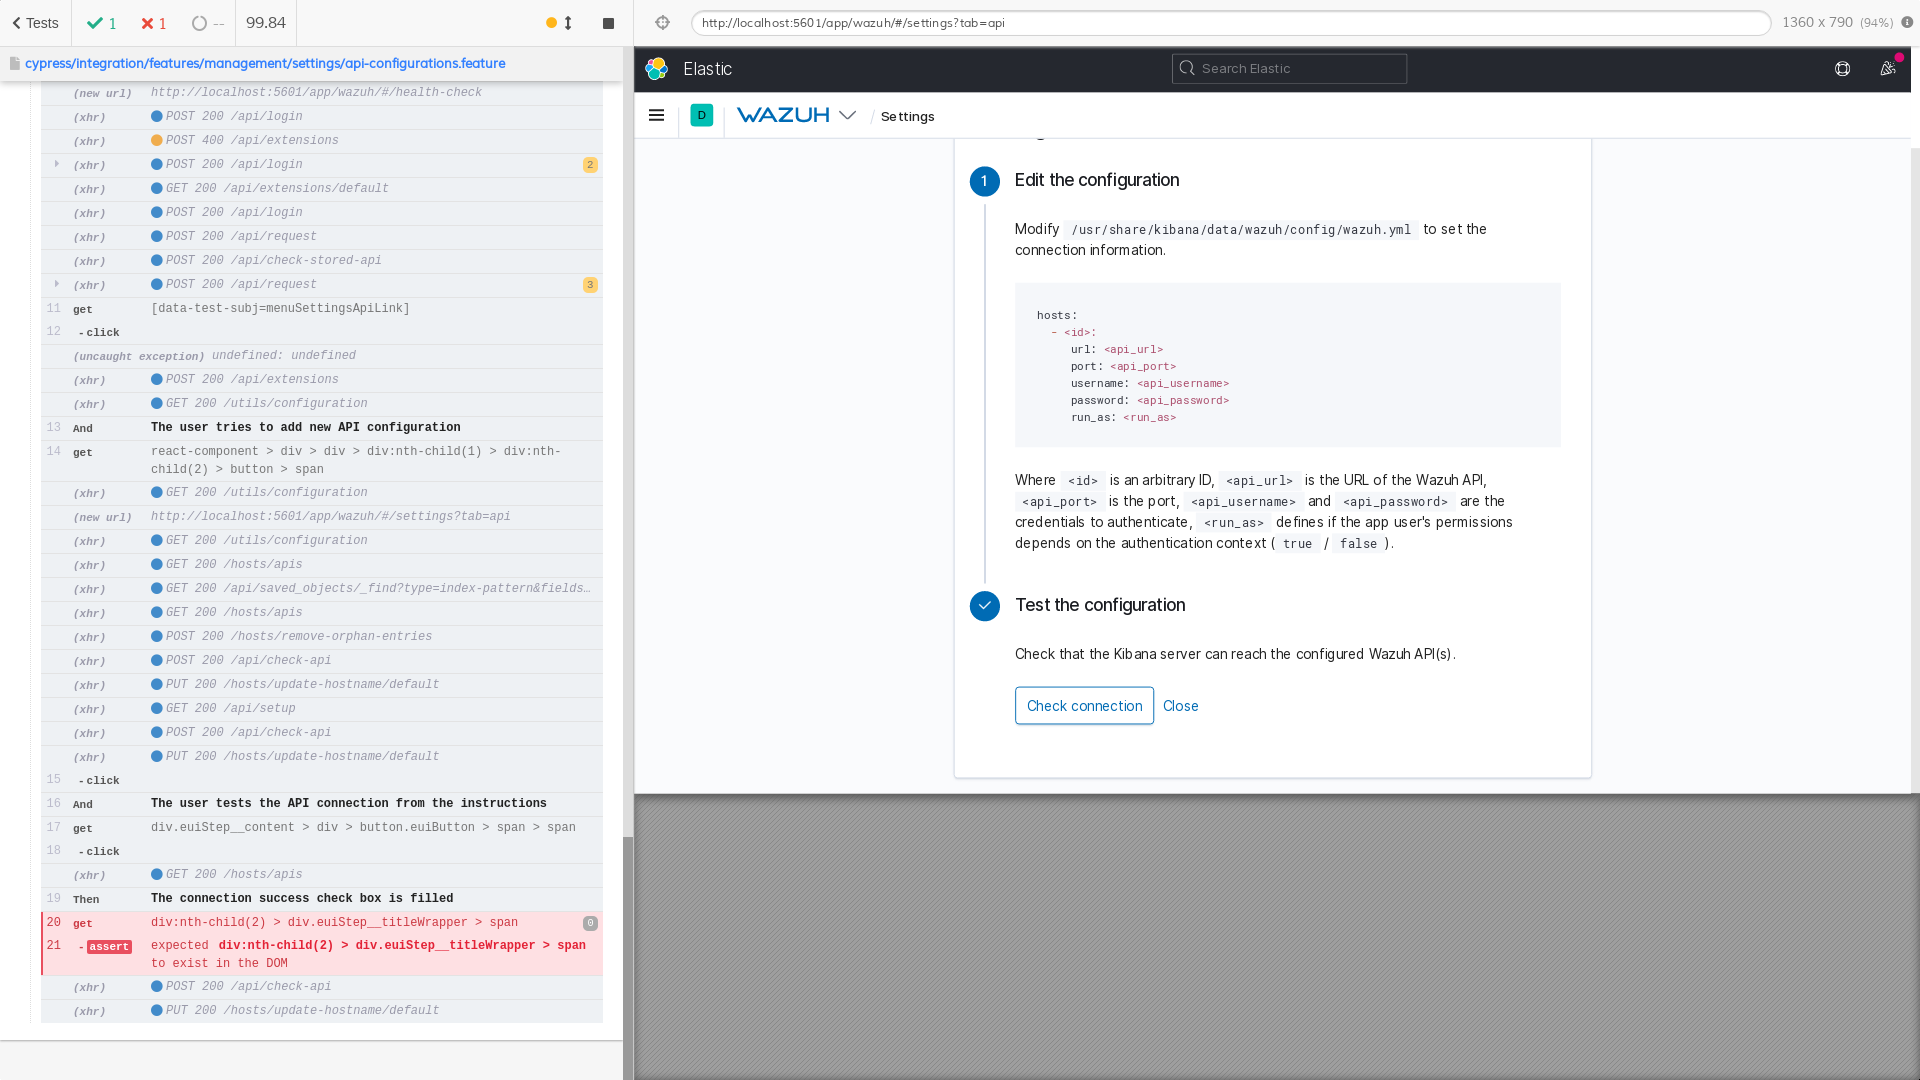 Tests
1
1
--
99.84
http://localhost:5601/app/wazuh/#/settings?tab=api
1360 x 790 (94%)
cypress/integration/features/management/settings/api-configurations.feature
(new url) http://localhost:5601/app/wazuh/#/health-check
(xhr) POST 200 /api/login
(xhr) POST 400 /api/extensions
(xhr) POST 200 /api/login 2
(xhr) GET 200 /api/extensions/default
(xhr) POST 200 /api/login
(xhr) POST 200 /api/request
(xhr) POST 200 /api/check-stored-api
(xhr) POST 200 /api/request 3
11 get [data-test-subj=menuSettingsApiLink]
12 -click
(uncaught exception) undefined: undefined
(xhr) POST 200 /api/extensions
(xhr) GET 200 /utils/configuration
13 And The user tries to add new API configuration
14 get react-component > div > div > div:nth-child(1) > div:nth-
child(2) > button > span
(xhr) GET 200 /utils/configuration
(new url) http://localhost:5601/app/wazuh/#/settings?tab=api
(xhr) GET 200 /utils/configuration
(xhr) GET 200 /hosts/apis
(xhr) GET 200 /api/saved_objects/_find?type=index-pattern&fields…
(xhr) GET 200 /hosts/apis
(xhr) POST 200 /hosts/remove-orphan-entries
(xhr) POST 200 /api/check-api
(xhr) PUT 200 /hosts/update-hostname/default
(xhr) GET 200 /api/setup
(xhr) POST 200 /api/check-api
(xhr) PUT 200 /hosts/update-hostname/default
15 -click
16 And The user tests the API connection from the instructions
17 get div.euiStep__content > div > button.euiButton > span > span
18 -click
(xhr) GET 200 /hosts/apis
19 Then The connection success check box is filled
20 get div:nth-child(2) > div.euiStep__titleWrapper > span 0
21 -assert expected div:nth-child(2) > div.euiStep__titleWrapper > span
to exist in the DOM
(xhr) POST 200 /api/check-api
(xhr) PUT 200 /hosts/update-hostname/default
Elastic
Search Elastic
D
WAZUH
/ Settings
1
Edit the configuration
Modify /usr/share/kibana/data/wazuh/config/wazuh.yml to set the
connection information.
hosts:
- <id>:
url: <api_url>
port: <api_port>
username: <api_username>
password: <api_password>
run_as: <run_as>
Where <id> is an arbitrary ID, <api_url> is the URL of the Wazuh API,
<api_port> is the port, <api_username> and <api_password> are the
credentials to authenticate, <run_as> defines if the app user's permissions
depends on the authentication context ( true / false ).
Test the configuration
Check that the Kibana server can reach the configured Wazuh API(s).
Check connection
Close